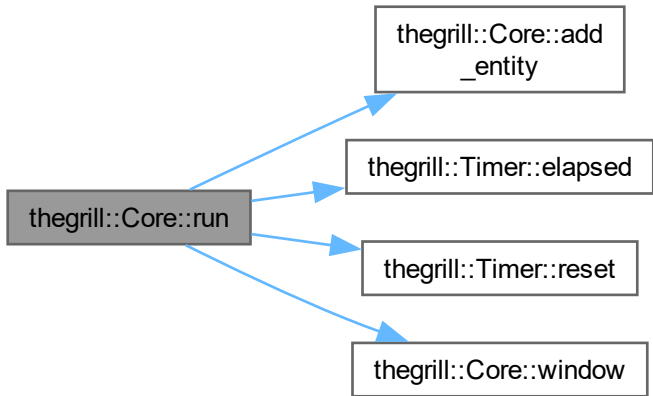 thegrill::Core::add
_entity
thegrill::Timer::elapsed
thegrill::Core::run
thegrill::Timer::reset
thegrill::Core::window